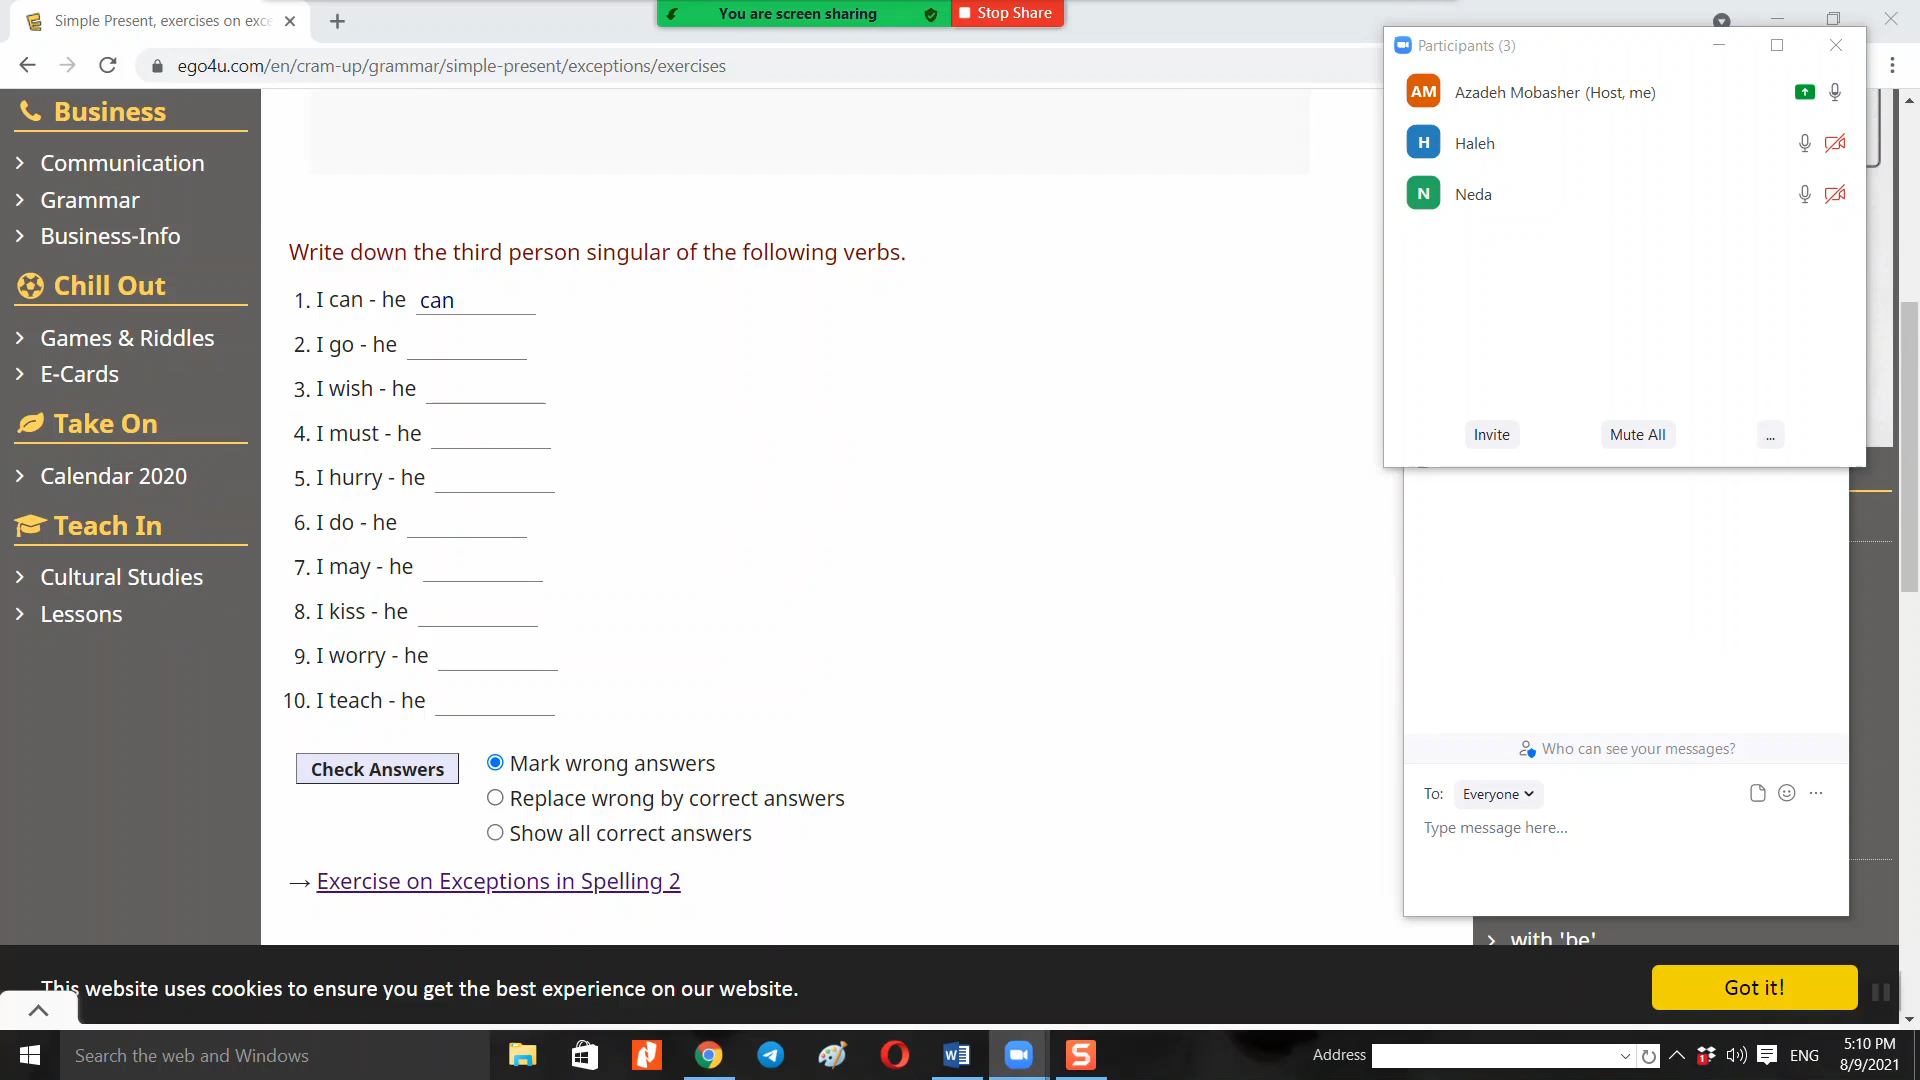 Simple Present, exercises on exce
You are screen sharing
Stop Share
ego4u.com/en/cram-up/grammar/simple-present/exceptions/exercises
Business
Communication
Grammar
Business-Info
Chill Out
Games & Riddles
E-Cards
Take On
Calendar 2020
Teach In
Cultural Studies
Lessons
Write down the third person singular of the following verbs.
1. I can - he can
2. I go - he
3. I wish - he
4. I must - he
5. I hurry - he
6. I do - he
7. I may - he
8. I kiss - he
9. I worry - he
10. I teach - he
Check Answers
Mark wrong answers
Replace wrong by correct answers
Show all correct answers
→ Exercise on Exceptions in Spelling 2
Participants (3)
AM Azadeh Mobasher (Host, me)
H Haleh
N Neda
Invite Mute All ...
Who can see your messages?
To: Everyone
Type message here...
with 'be'
This website uses cookies to ensure you get the best experience on our website.
Got it!
Search the web and Windows
Address
ENG
5:10 PM
8/9/2021